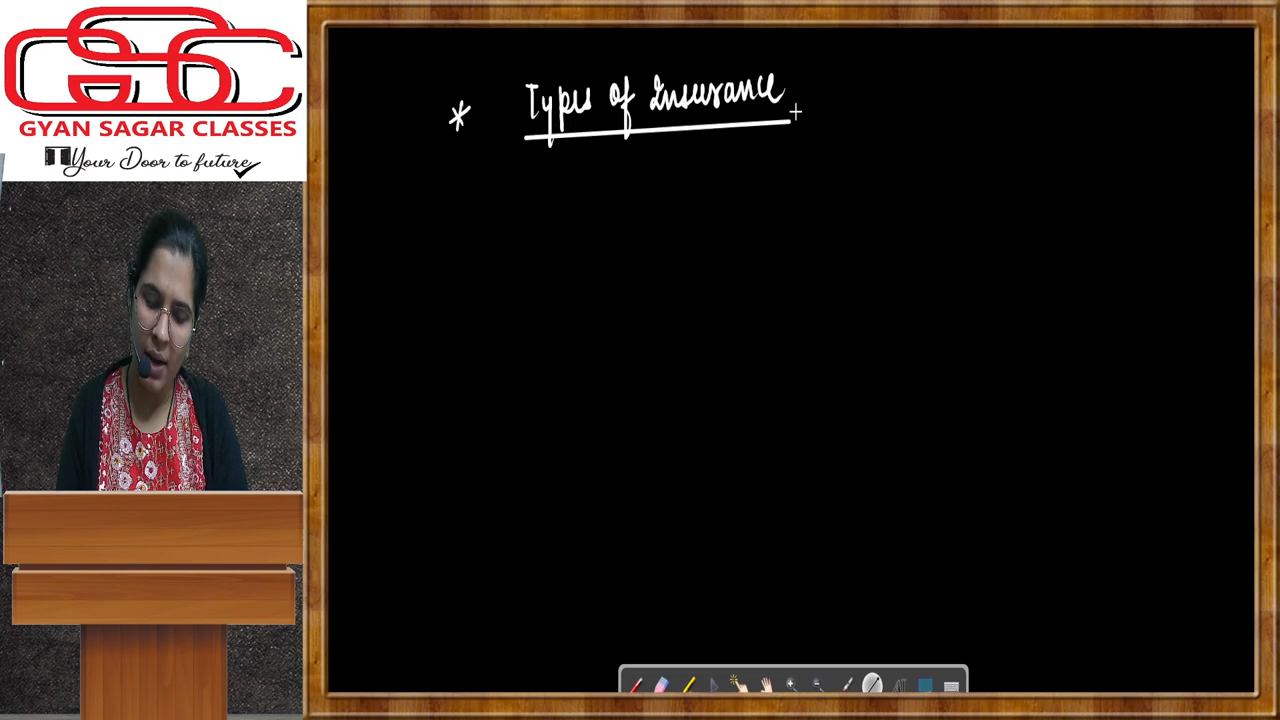 GSC
GYAN SAGAR CLASSES
Your Door to future
* Types of Insurance